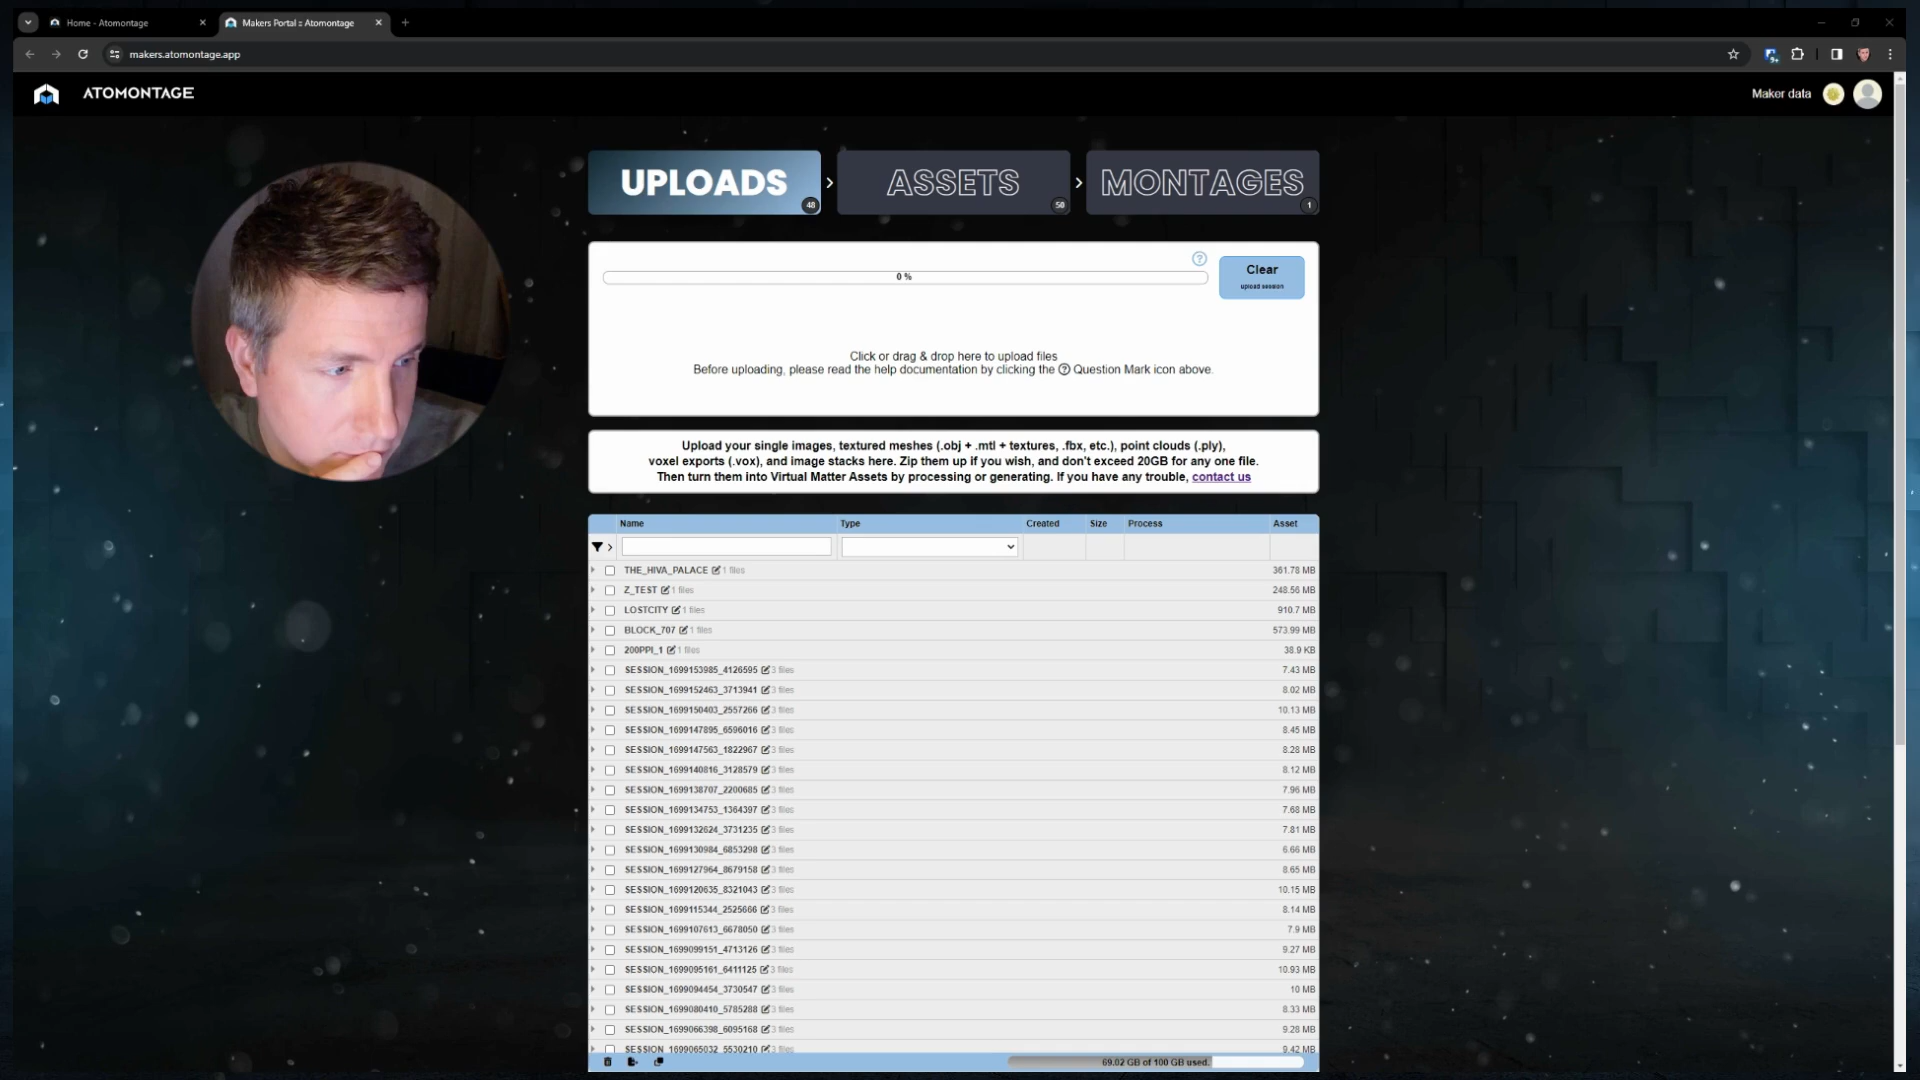 Home - Atomontage
Makers Portal :: Atomontage
makers.atomontage.app
ATOMONTAGE
Maker data
UPLOADS
48
ASSETS
50
MONTAGES
1
0 %
Clear
upload session
Click or drag & drop here to upload files
Before uploading, please read the help documentation by clicking the ? Question Mark icon above.
Upload your single images, textured meshes (.obj + .mtl + textures, .fbx, etc.), point clouds (.ply),
voxel exports (.vox), and image stacks here. Zip them up if you wish, and don't exceed 20GB for any one file.
Then turn them into Virtual Matter Assets by processing or generating. If you have any trouble, contact us
Name Type Created Size Process Asset
THE_HIVA_PALACE 1 files 361.78 MB
Z_TEST 1 files 248.56 MB
LOSTCITY 1 files 910.7 MB
BLOCK_707 1 files 573.99 MB
200PPI_1 1 files 38.9 KB
SESSION_1699153985_4126595 3 files 7.43 MB
SESSION_1699152463_3713941 3 files 8.02 MB
SESSION_1699150403_2557266 3 files 10.13 MB
SESSION_1699147895_6596016 3 files 8.45 MB
SESSION_1699147563_1822967 3 files 8.28 MB
SESSION_1699140816_3128579 3 files 8.12 MB
SESSION_1699138707_2200685 3 files 7.96 MB
SESSION_1699134753_1364397 3 files 7.68 MB
SESSION_1699132624_3731235 3 files 7.81 MB
SESSION_1699130984_6853298 3 files 6.66 MB
SESSION_1699127964_8679158 3 files 8.65 MB
SESSION_1699120635_8321043 3 files 10.15 MB
SESSION_1699115344_2525666 3 files 8.14 MB
SESSION_1699107613_6678050 3 files 7.9 MB
SESSION_1699099151_4713126 3 files 9.27 MB
SESSION_1699095161_6411125 3 files 10.93 MB
SESSION_1699094454_3730547 3 files 10 MB
SESSION_1699080410_5785288 3 files 8.33 MB
SESSION_1699066398_6095168 3 files 9.28 MB
SESSION_1699065032_5530210 3 files 9.42 MB
69.02 GB of 100 GB used.